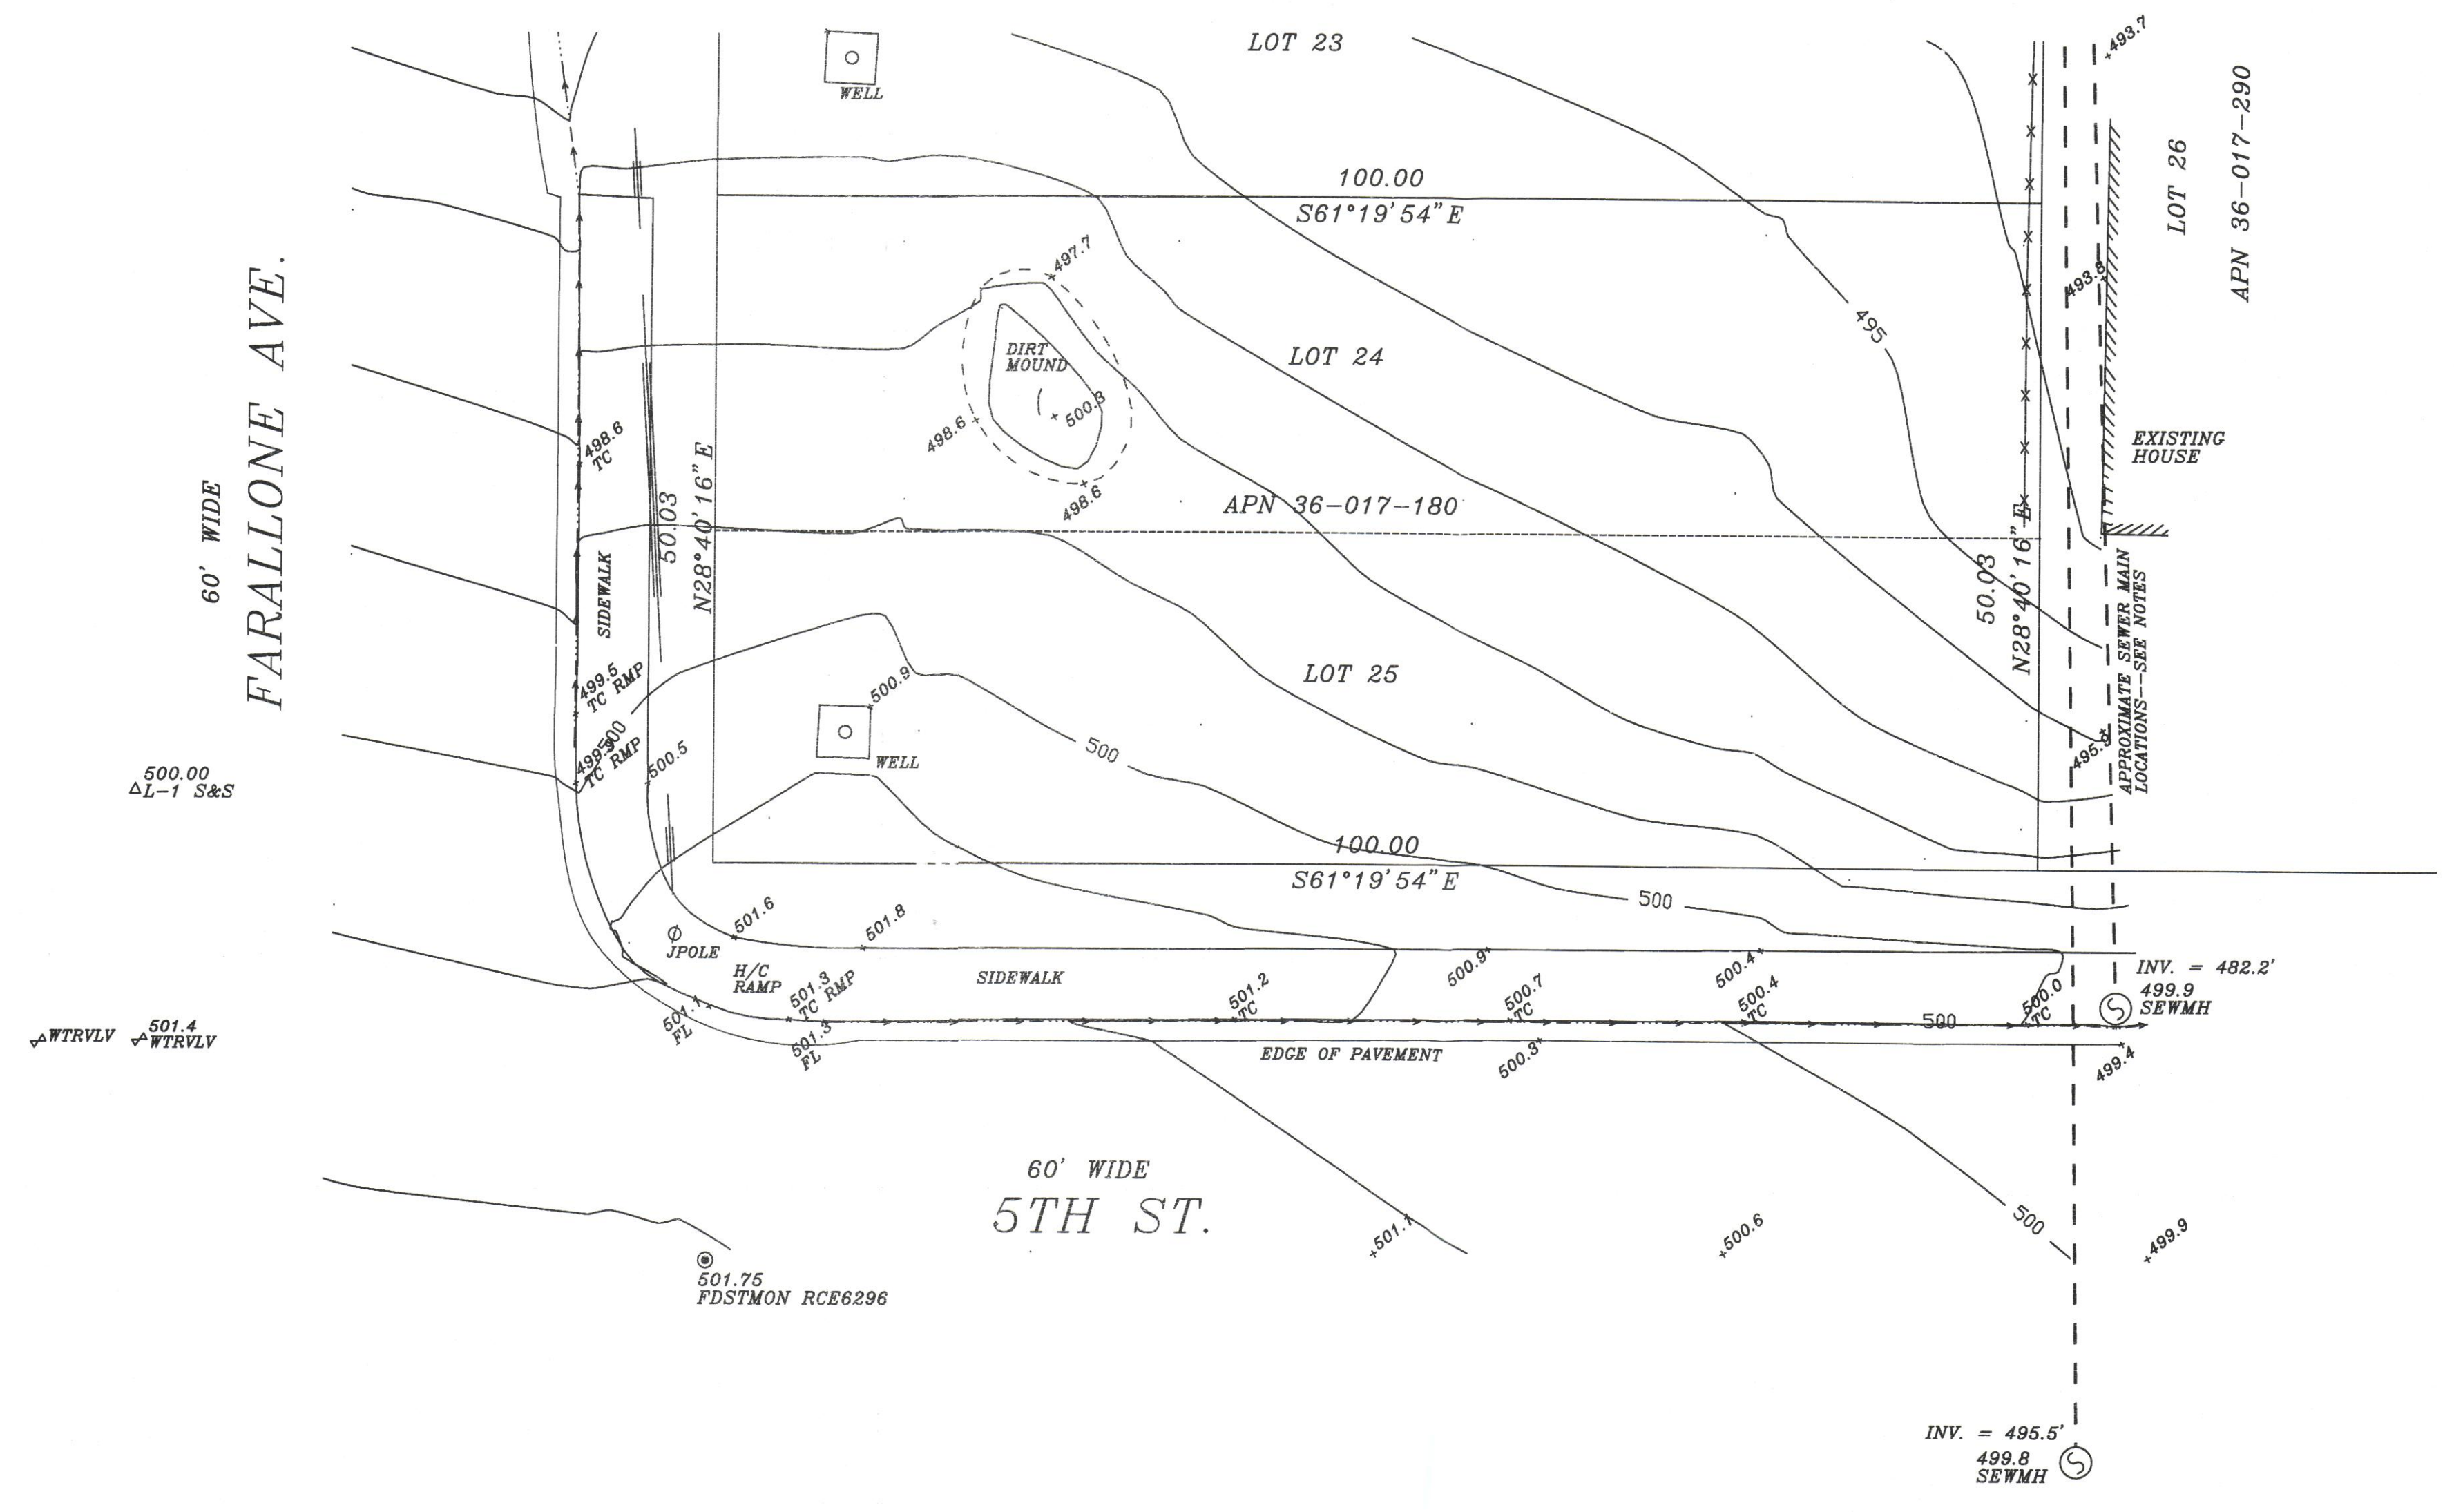 LOT 23
WELL
493.7
LOT 26
APN 36-017-290
100.00
S61°19'54"E
497.7
493.8
495
DIRT
MOUND
500.3
498.6
498.6
LOT 24
498.6
TC
EXISTING
HOUSE
FARALLONE AVE.
60' WIDE
50.03
N28°40'16"E
APN 36-017-180
SIDEWALK
50.03
N28°40'16"E
APPROXIMATE SEWER MAIN
LOCATIONS--SEE NOTES
499.5
TC RMP
LOT 25
500.9
500
499.9
TC RMP
500.5
WELL
500
495.9
500.00
L-1 S&S
100.00
S61°19'54"E
500
501.6
501.8
JPOLE
H/C
RAMP
SIDEWALK
501.3
TC RMP
501.2
TC
500.9
500.7
TC
500.4
500.4
TC
500.0
TC
INV. = 482.2'
499.9
SEWMH
501.1
FL
501.3
FL
500
WTRVLV
501.4
WTRVLV
EDGE OF PAVEMENT
500.3
499.4
60' WIDE
5TH ST.
501.1
500.6
500
499.9
501.75
FDSTMON RCE6296
INV. = 495.5'
499.8
SEWMH